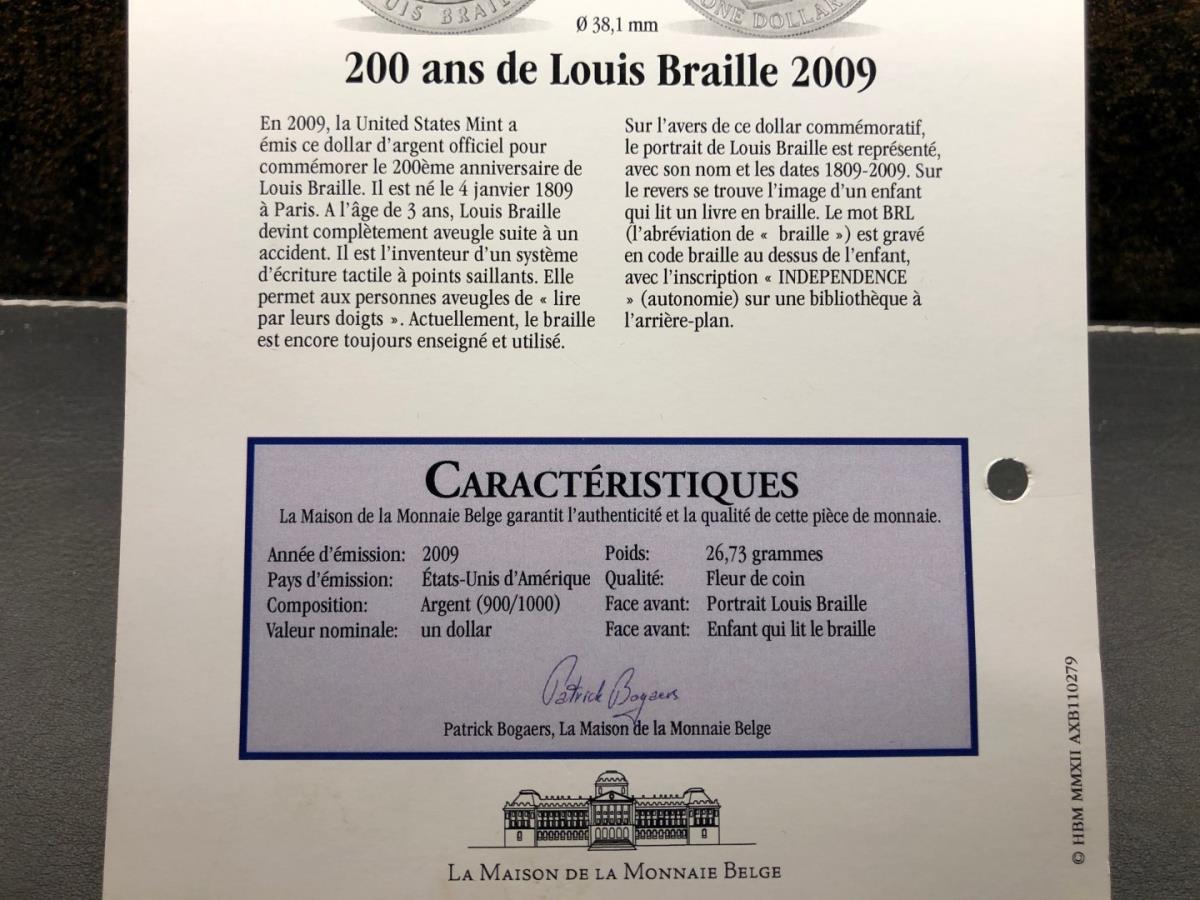 UIS BRAIL
ONE DOLLAR
Ø 38,1 mm
200 ans de Louis Braille 2009
En 2009, la United States Mint a
émis ce dollar d'argent officiel pour
commémorer le 200ème anniversaire de
Louis Braille. Il est né le 4 janvier 1809
à Paris. A l'âge de 3 ans, Louis Braille
devint complètement aveugle suite à un
accident. Il est l'inventeur d'un système
d'écriture tactile à points saillants. Elle
permet aux personnes aveugles de « lire
par leurs doigts ». Actuellement, le braille
est encore toujours enseigné et utilisé.
Sur l'avers de ce dollar commémoratif,
le portrait de Louis Braille est représenté,
avec son nom et les dates 1809-2009. Sur
le revers se trouve l'image d'un enfant
qui lit un livre en braille. Le mot BRL
(l'abréviation de « braille ») est gravé
en code braille au dessus de l'enfant,
avec l'inscription « INDEPENDENCE
» (autonomie) sur une bibliothèque à
l'arrière-plan.
CARACTÉRISTIQUES
La Maison de la Monnaie Belge garantit l'authenticité et la qualité de cette pièce de monnaie.
Année d'émission: 2009
Pays d'émission: États-Unis d'Amérique
Composition: Argent (900/1000)
Valeur nominale: un dollar
Poids: 26,73 grammes
Qualité: Fleur de coin
Face avant: Portrait Louis Braille
Face avant: Enfant qui lit le braille
Patrick Bogaers
Patrick Bogaers, La Maison de la Monnaie Belge
LA MAISON DE LA MONNAIE BELGE
© HBM MMXII AXB110279